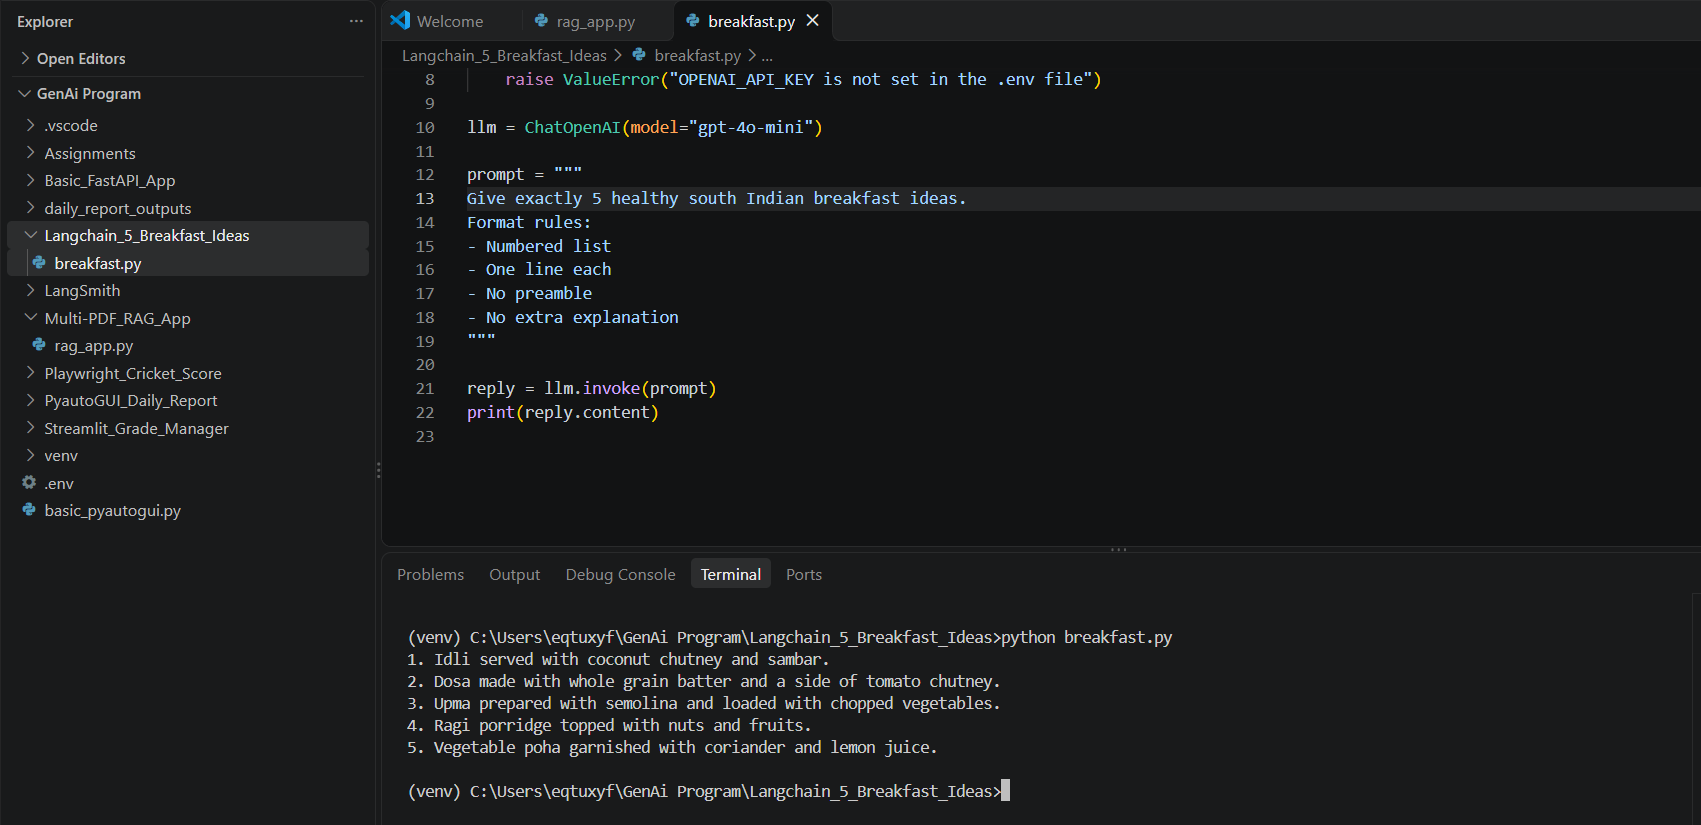 Explorer
Open Editors
GenAi Program
.vscode
Assignments
Basic_FastAPI_App
daily_report_outputs
Langchain_5_Breakfast_Ideas
breakfast.py
LangSmith
Multi-PDF_RAG_App
rag_app.py
Playwright_Cricket_Score
PyautoGUI_Daily_Report
Streamlit_Grade_Manager
venv
.env
basic_pyautogui.py
Welcome rag_app.py breakfast.py
Langchain_5_Breakfast_Ideas > breakfast.py > ...
8 raise ValueError("OPENAI_API_KEY is not set in the .env file")
9
10 llm = ChatOpenAI(model="gpt-4o-mini")
11
12 prompt = """
13 Give exactly 5 healthy south Indian breakfast ideas.
14 Format rules:
15 - Numbered list
16 - One line each
17 - No preamble
18 - No extra explanation
19 """
20
21 reply = llm.invoke(prompt)
22 print(reply.content)
23
Problems Output Debug Console Terminal Ports
(venv) C:\Users\eqtuxyf\GenAi Program\Langchain_5_Breakfast_Ideas>python breakfast.py
1. Idli served with coconut chutney and sambar.
2. Dosa made with whole grain batter and a side of tomato chutney.
3. Upma prepared with semolina and loaded with chopped vegetables.
4. Ragi porridge topped with nuts and fruits.
5. Vegetable poha garnished with coriander and lemon juice.
(venv) C:\Users\eqtuxyf\GenAi Program\Langchain_5_Breakfast_Ideas>